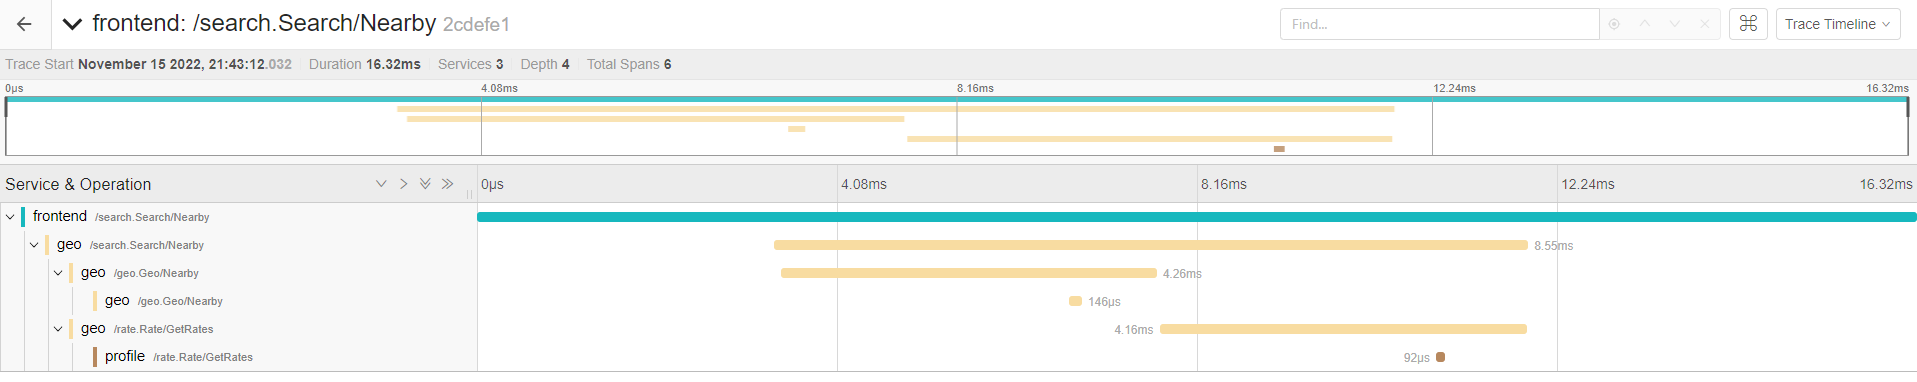 frontend: /search.Search/Nearby 2cdefe1
Find...
Trace Timeline
Trace Start November 15 2022, 21:43:12.032 Duration 16.32ms Services 3 Depth 4 Total Spans 6
0μs 4.08ms 8.16ms 12.24ms 16.32ms
Service & Operation 0μs 4.08ms 8.16ms 12.24ms 16.32ms
frontend /search.Search/Nearby
geo /search.Search/Nearby 8.55ms
geo /geo.Geo/Nearby 4.26ms
geo /geo.Geo/Nearby 146μs
geo /rate.Rate/GetRates 4.16ms
profile /rate.Rate/GetRates 92μs